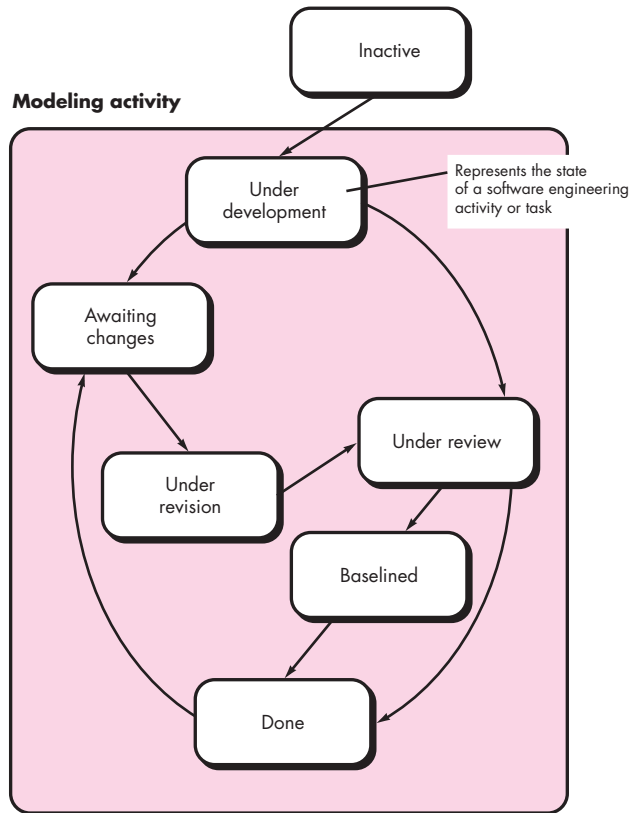 Inactive
Modeling activity
Under
development
Represents the state
of a software engineering
activity or task
Awaiting
changes
Under review
Under
revision
Baselined
Done